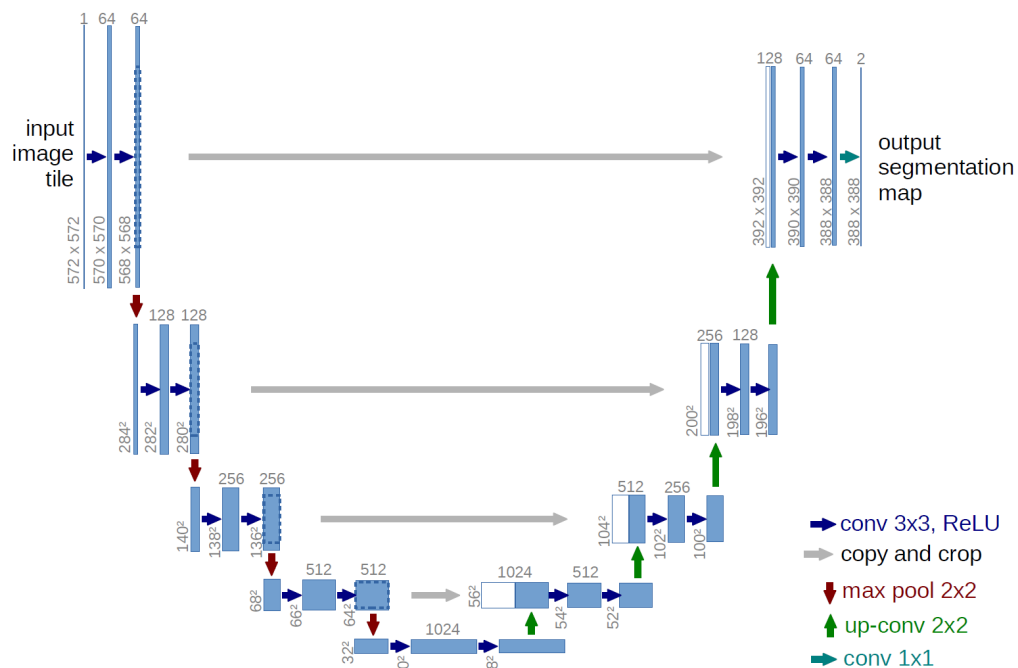 1 64 64
input
image
tile
572 x 572
570 x 570
568 x 568
128 64 64 2
output
segmentation
map
392 x 392
390 x 390
388 x 388
388 x 388
128 128
284²
282²
280²
256 128
200²
198²
196²
256 256
140²
138²
136²
512 256
104²
102²
100²
512 512
68²
66²
64²
1024 512
56²
54²
52²
1024
32²
conv 3x3, ReLU
copy and crop
max pool 2x2
up-conv 2x2
conv 1x1